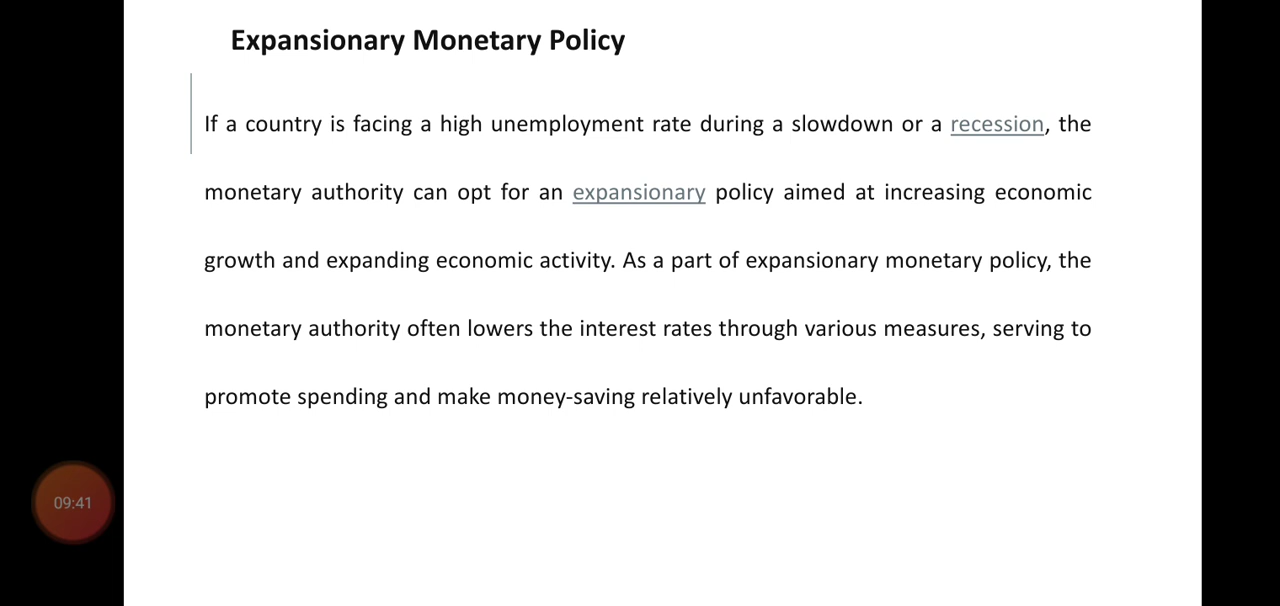 Expansionary Monetary Policy
If a country is facing a high unemployment rate during a slowdown or a recession, the
monetary authority can opt for an expansionary policy aimed at increasing economic
growth and expanding economic activity. As a part of expansionary monetary policy, the
monetary authority often lowers the interest rates through various measures, serving to
promote spending and make money-saving relatively unfavorable.
09:41